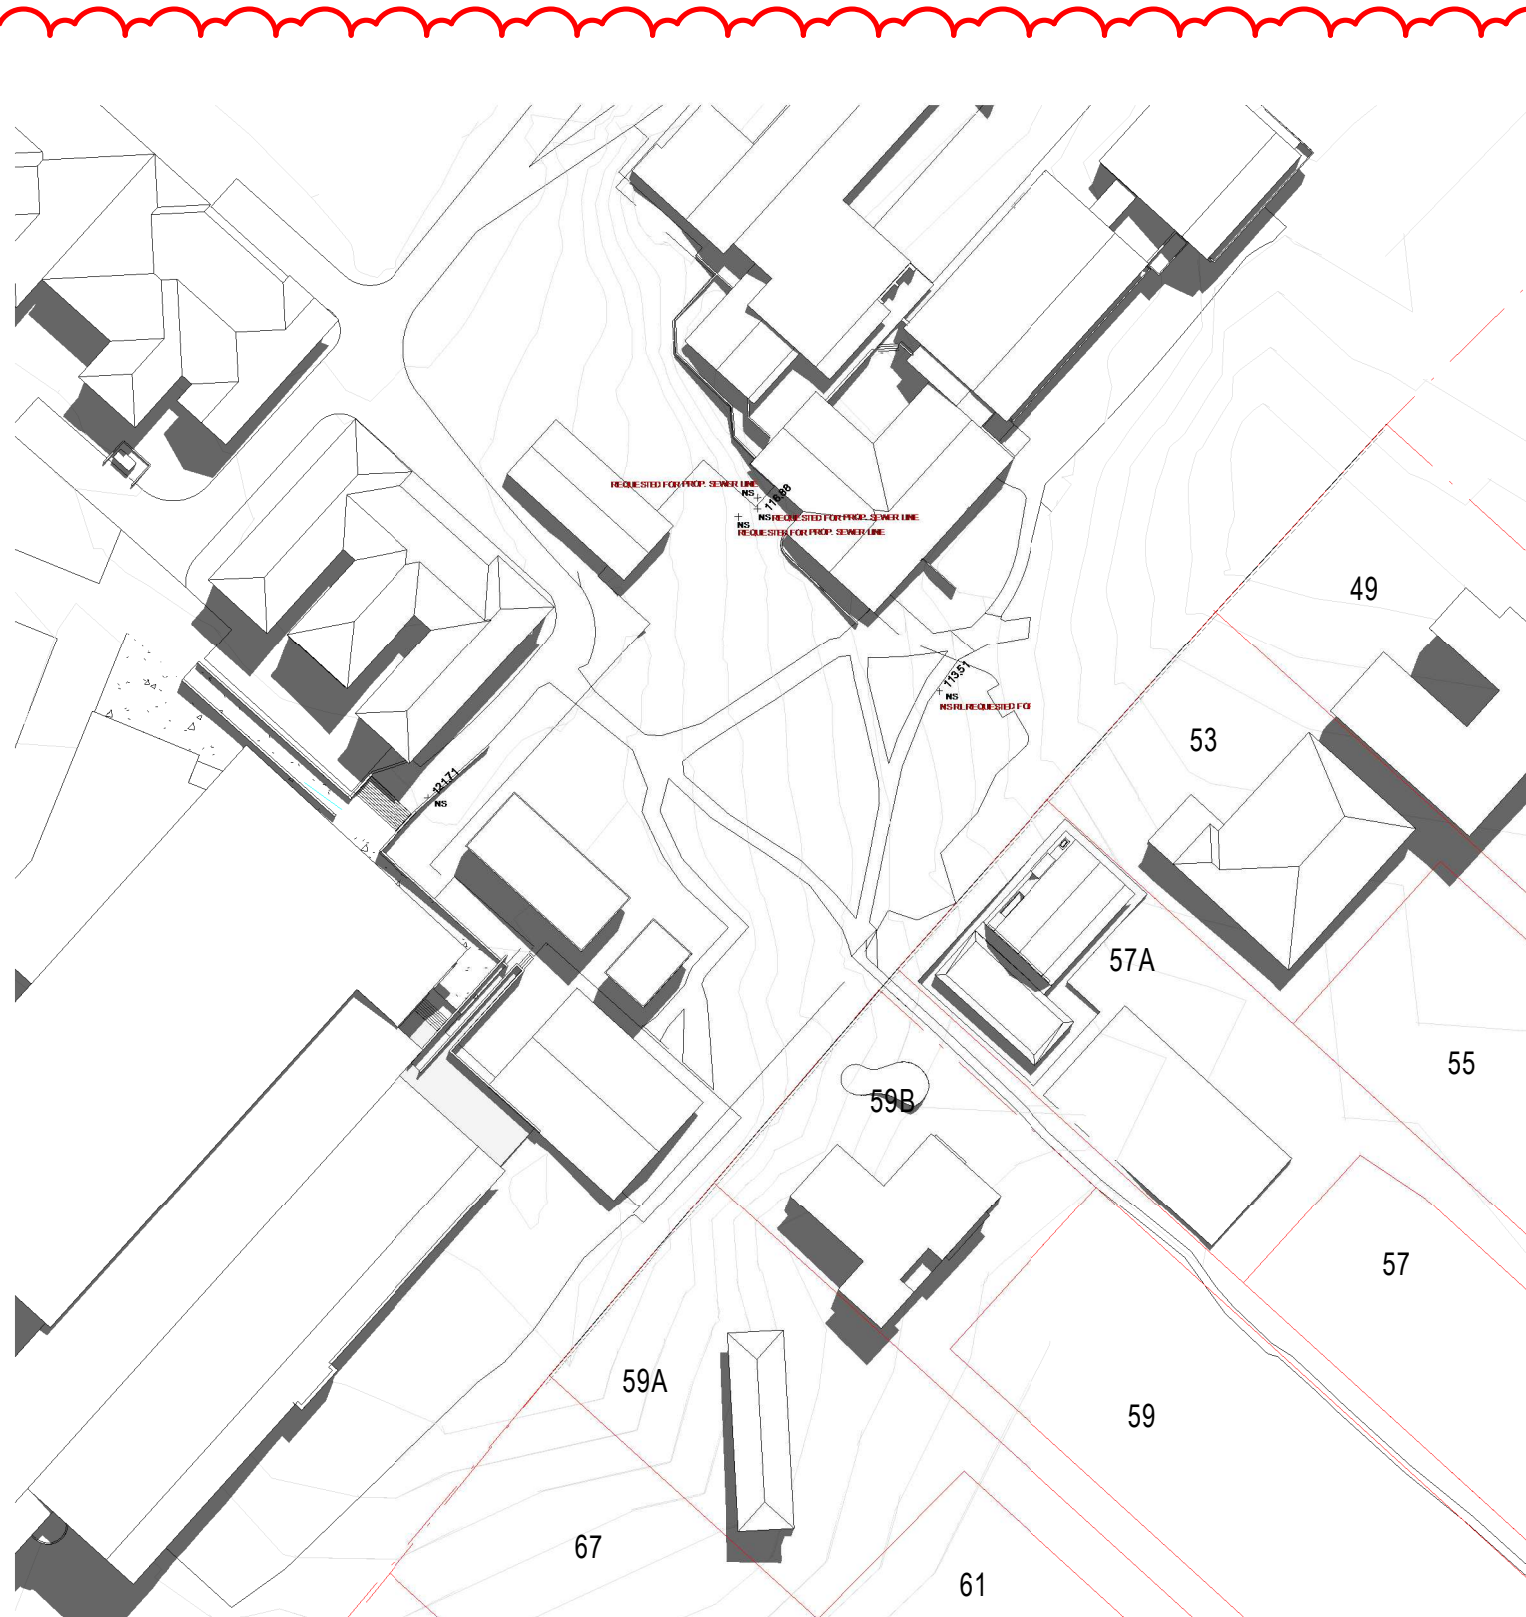 REQUESTED FOR PROP. SEWER LINE
NS
118.88
NS REQUESTED FOR PROP. SEWER LINE
NS
REQUESTED FOR PROP. SEWER LINE
49
113.51
NS
NS RL REQUESTED FO
53
121.71
NS
57A
55
59B
57
59A
59
67
61